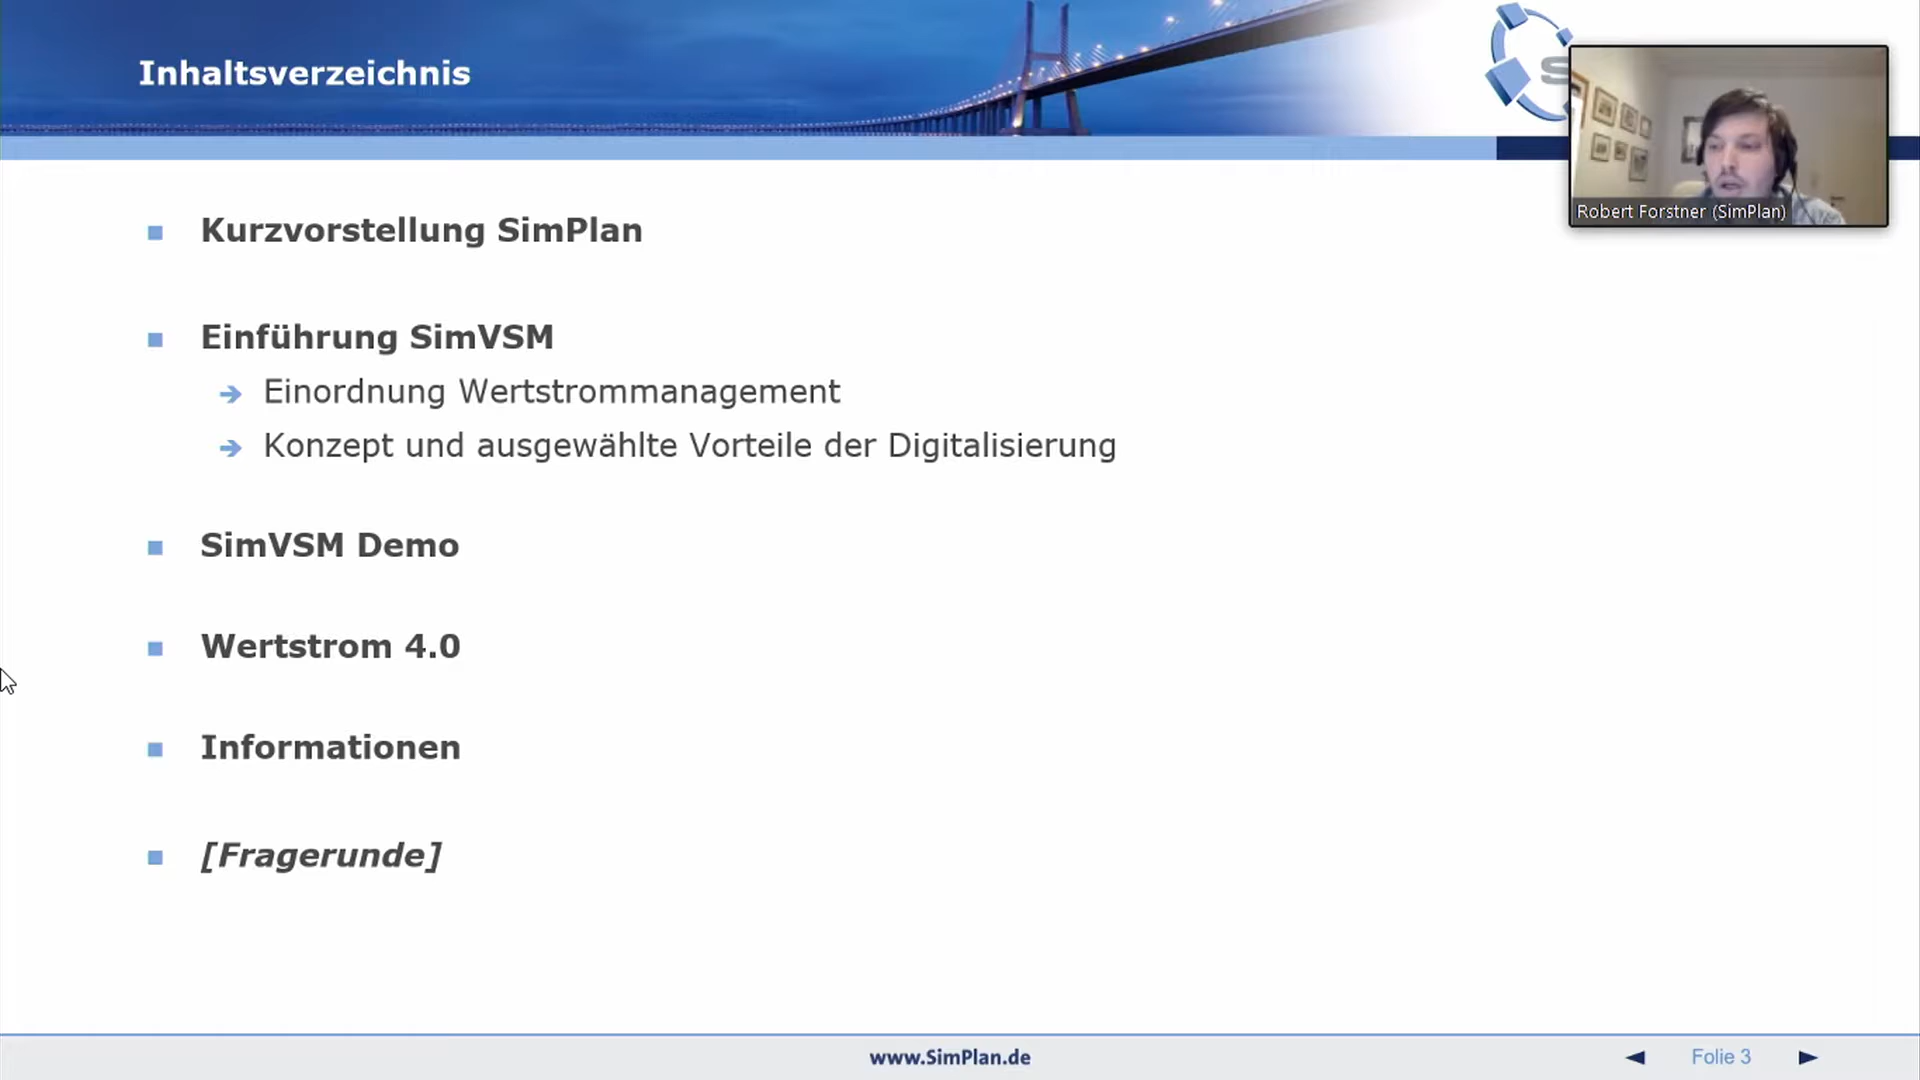 Inhaltsverzeichnis
S
Robert Forstner (SimPlan)
Kurzvorstellung SimPlan
Einführung SimVSM
Einordnung Wertstrommanagement
Konzept und ausgewählte Vorteile der Digitalisierung
SimVSM Demo
Wertstrom 4.0
Informationen
[Fragerunde]
www.SimPlan.de
Folie 3